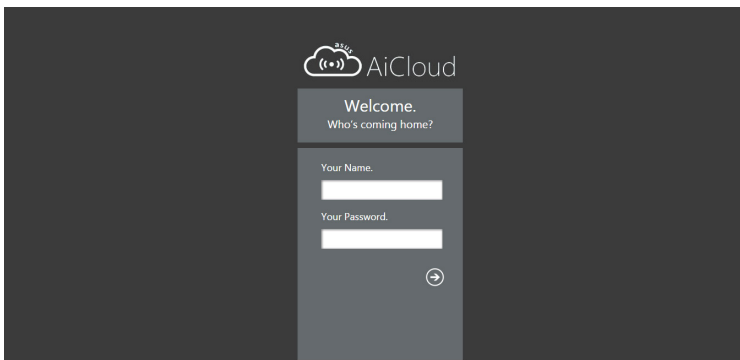 asus
AiCloud
Welcome.
Who's coming home?
Your Name.
Your Password.